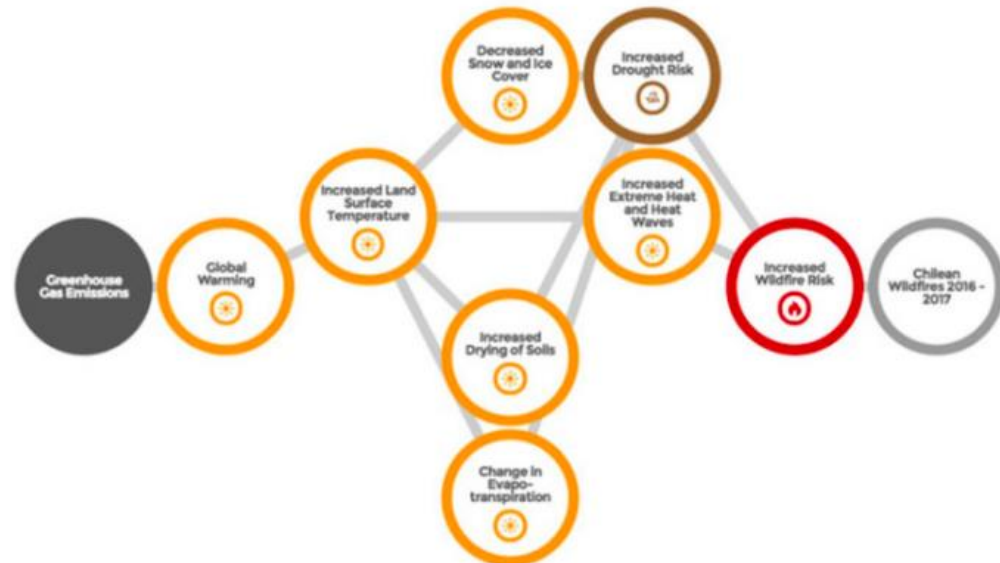 Greenhouse
Gas Emissions
Global
Warming
Increased Land
Surface
Temperature
Decreased
Snow and Ice
Cover
Increased
Drying of Soils
Change in
Evapo-
transpiration
Increased
Drought Risk
Increased
Extreme Heat
and Heat
Waves
Increased
Wildfire Risk
Chilean
Wildfires 2016 -
2017